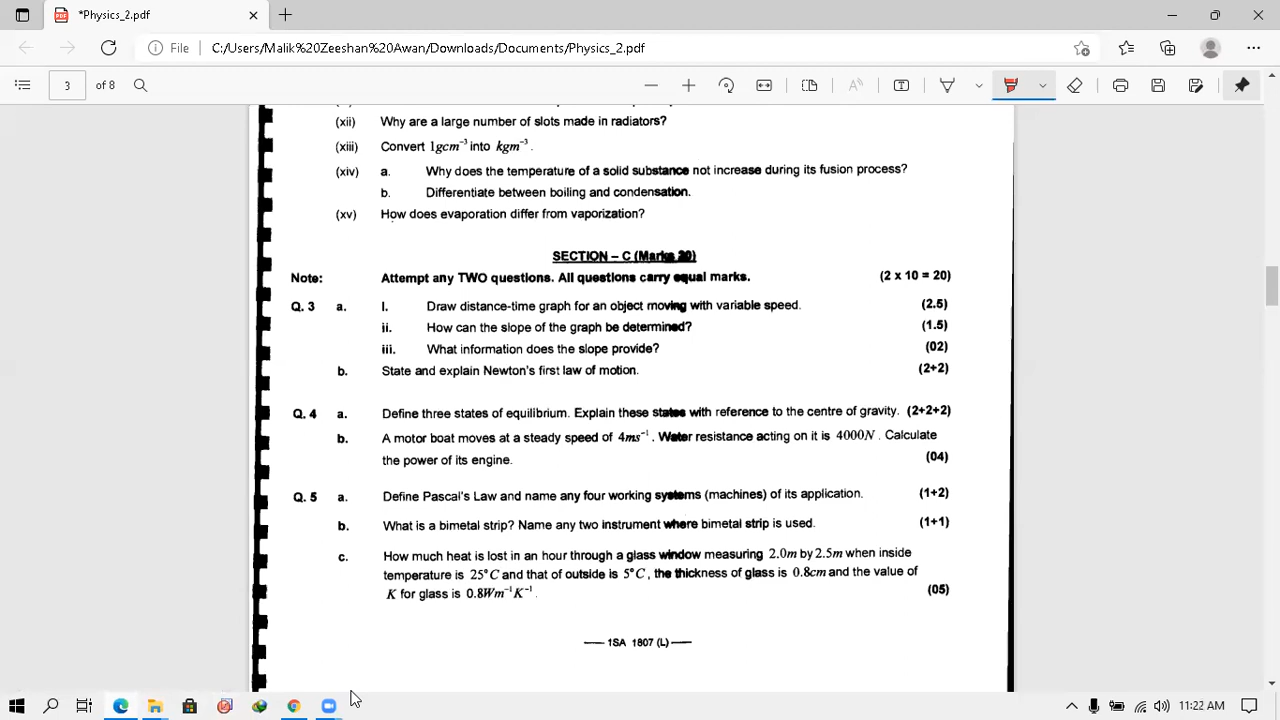 *Physics_2.pdf
File C:/Users/Malik%20Zeeshan%20Awan/Downloads/Documents/Physics_2.pdf
3 of 8
(xii) Why are a large number of slots made in radiators?
(xiii) Convert 1gcm⁻³ into kgm⁻³.
(xiv) a. Why does the temperature of a solid substance not increase during its fusion process?
b. Differentiate between boiling and condensation.
(xv) How does evaporation differ from vaporization?
SECTION – C (Marks 20)
Note: Attempt any TWO questions. All questions carry equal marks. (2 x 10 = 20)
Q. 3 a. I. Draw distance-time graph for an object moving with variable speed. (2.5)
ii. How can the slope of the graph be determined? (1.5)
iii. What information does the slope provide? (02)
b. State and explain Newton's first law of motion. (2+2)
Q. 4 a. Define three states of equilibrium. Explain these states with reference to the centre of gravity. (2+2+2)
b. A motor boat moves at a steady speed of 4ms⁻¹. Water resistance acting on it is 4000N. Calculate
the power of its engine. (04)
Q. 5 a. Define Pascal's Law and name any four working systems (machines) of its application. (1+2)
b. What is a bimetal strip? Name any two instrument where bimetal strip is used. (1+1)
c. How much heat is lost in an hour through a glass window measuring 2.0m by 2.5m when inside
temperature is 25°C and that of outside is 5°C, the thickness of glass is 0.8cm and the value of
K for glass is 0.8Wm⁻¹K⁻¹. (05)
— 1SA 1807 (L) —
11:22 AM